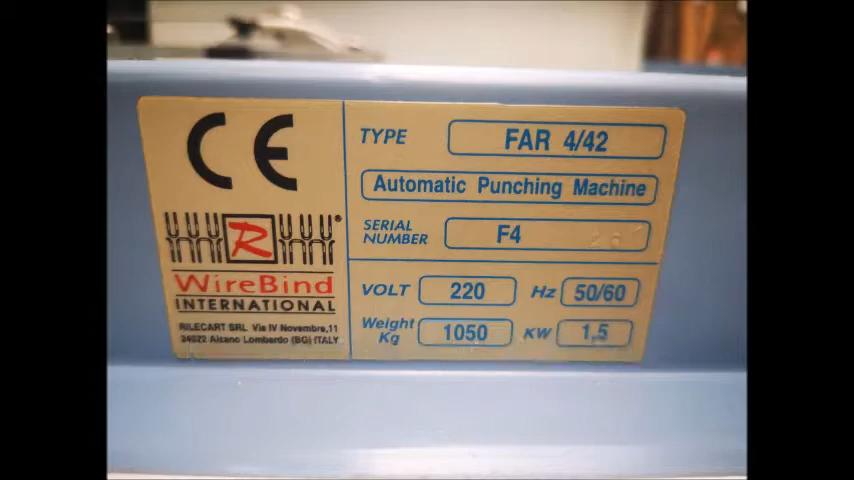 CE
TYPE FAR 4/42
Automatic Punching Machine
SERIAL NUMBER F4
R®
WireBind
INTERNATIONAL
RILECART SRL Via IV Novembre,11
24022 Alzano Lombardo (BG) ITALY
VOLT 220 Hz 50/60
Weight Kg 1050 KW 1,5